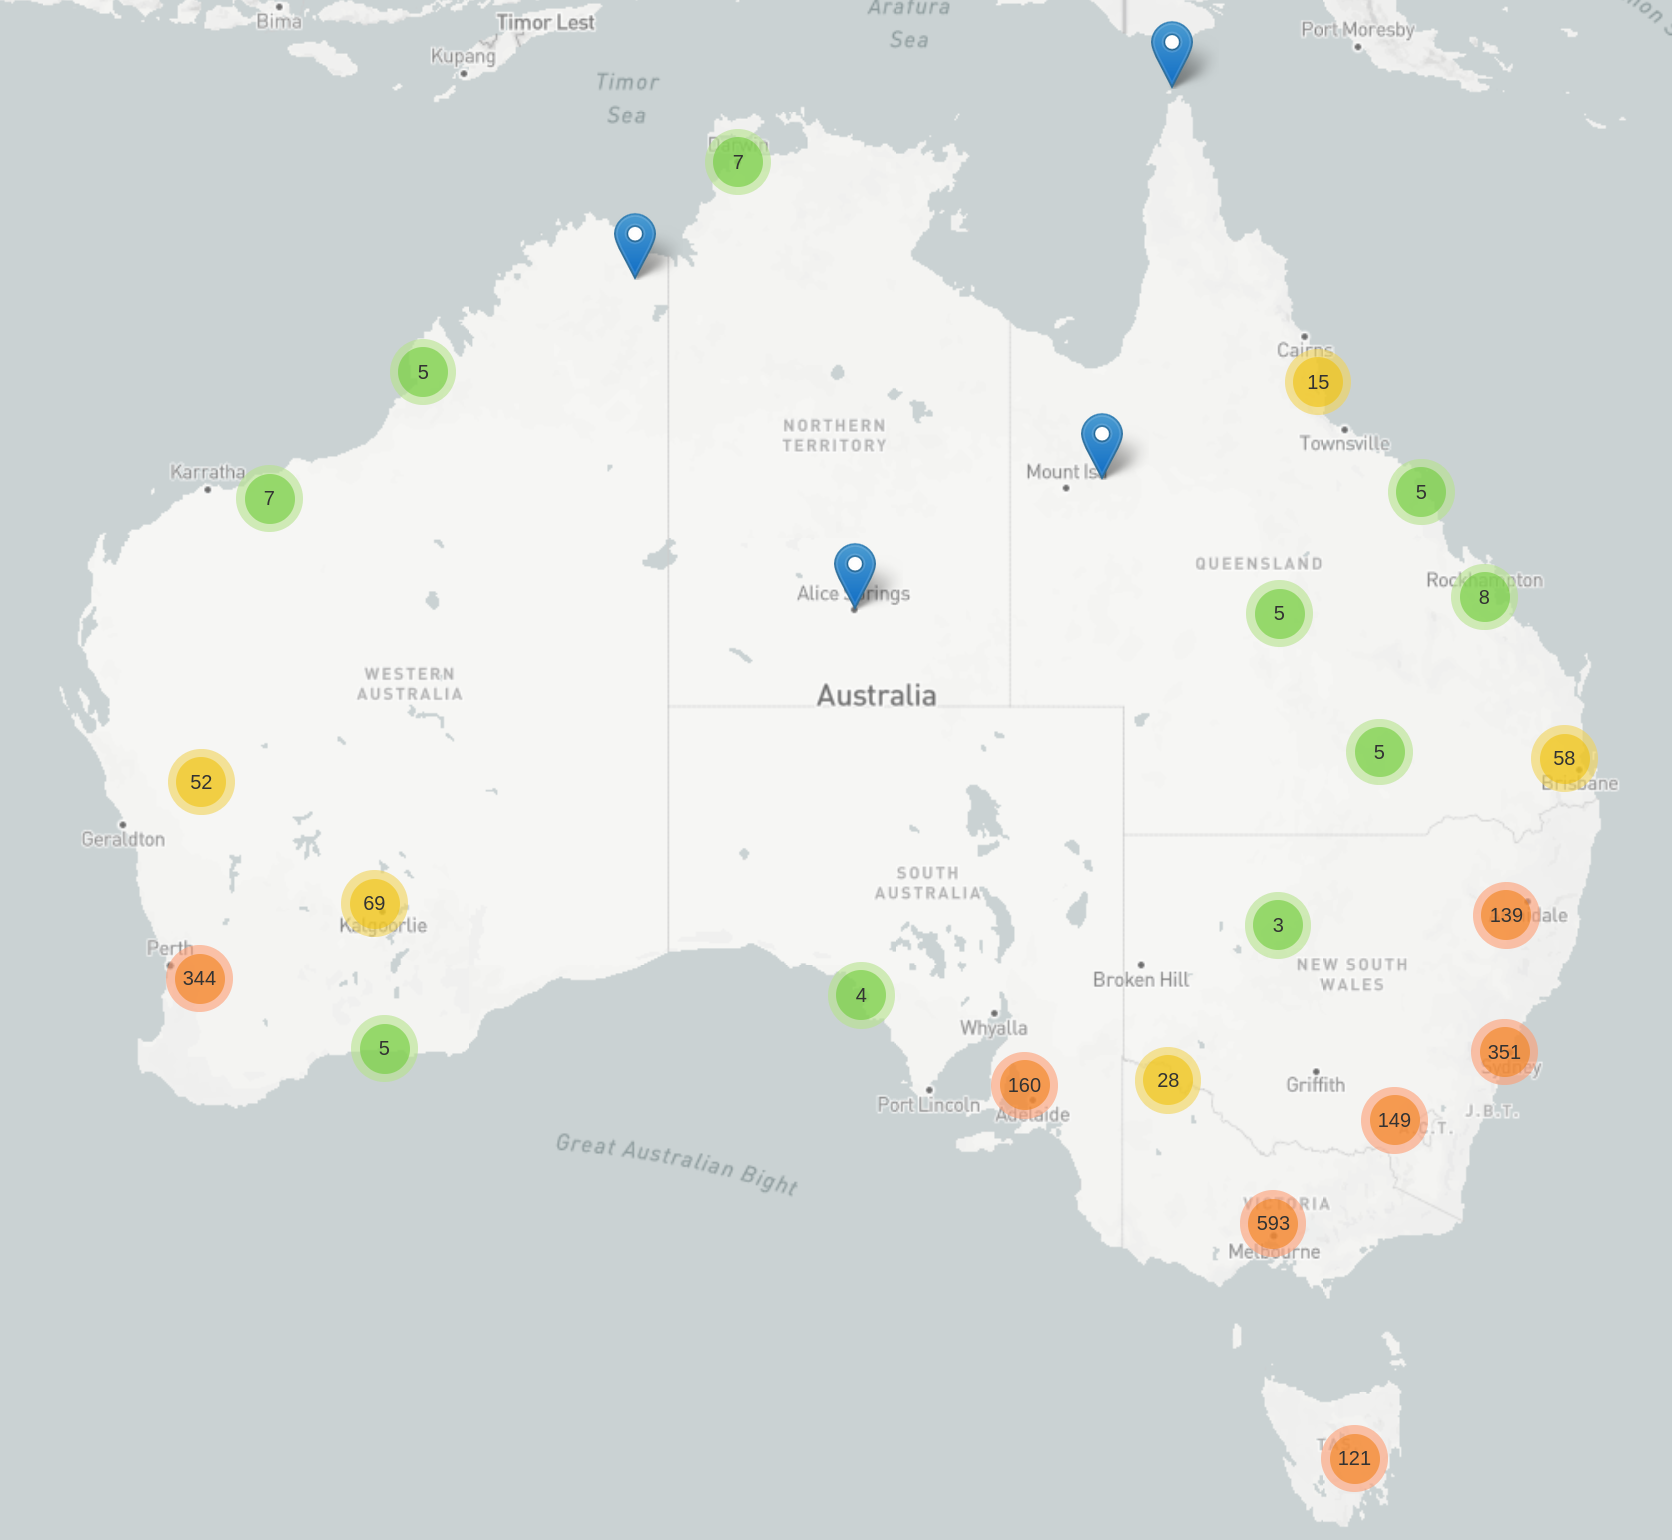 Arafura
Sea
Bima
Timor Lest
Kupang
Port Moresby
Timor
Sea
7
5
Cairns
15
NORTHERN
TERRITORY
Townsville
Karratha
7
Mount Is
5
QUEENSLAND
Rockhampton
8
Alice Springs
5
WESTERN
AUSTRALIA
Australia
52
5
58
Brisbane
Geraldton
SOUTH
AUSTRALIA
69
Kalgoorlie
3
139
dale
Perth
344
NEW SOUTH
WALES
Broken Hill
4
Whyalla
5
351
Sydney
160
28
Griffith
Port Lincoln
Adelaide
149
J.B.T.
C.T.
Great Australian Bight
VICTORIA
593
Melbourne
121